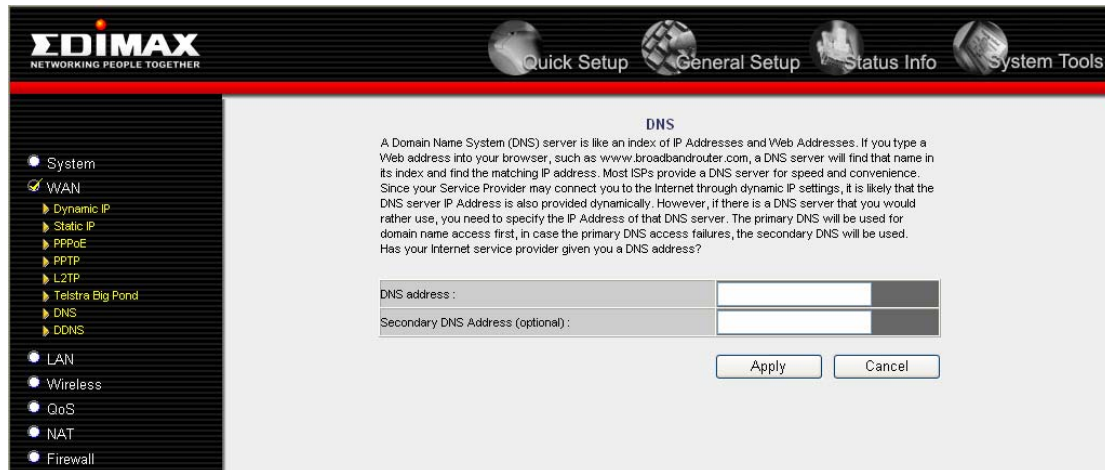 EDIMAX
NETWORKING PEOPLE TOGETHER
Quick Setup
General Setup
Status Info
System Tools
System
WAN
Dynamic IP
Static IP
PPPoE
PPTP
L2TP
Telstra Big Pond
DNS
DDNS
LAN
Wireless
QoS
NAT
Firewall
DNS
A Domain Name System (DNS) server is like an index of IP Addresses and Web Addresses. If you type a
Web address into your browser, such as www.broadbandrouter.com, a DNS server will find that name in
its index and find the matching IP address. Most ISPs provide a DNS server for speed and convenience.
Since your Service Provider may connect you to the Internet through dynamic IP settings, it is likely that the
DNS server IP Address is also provided dynamically. However, if there is a DNS server that you would
rather use, you need to specify the IP Address of that DNS server. The primary DNS will be used for
domain name access first, in case the primary DNS access failures, the secondary DNS will be used.
Has your Internet service provider given you a DNS address?
DNS address :
Secondary DNS Address (optional) :
Apply
Cancel